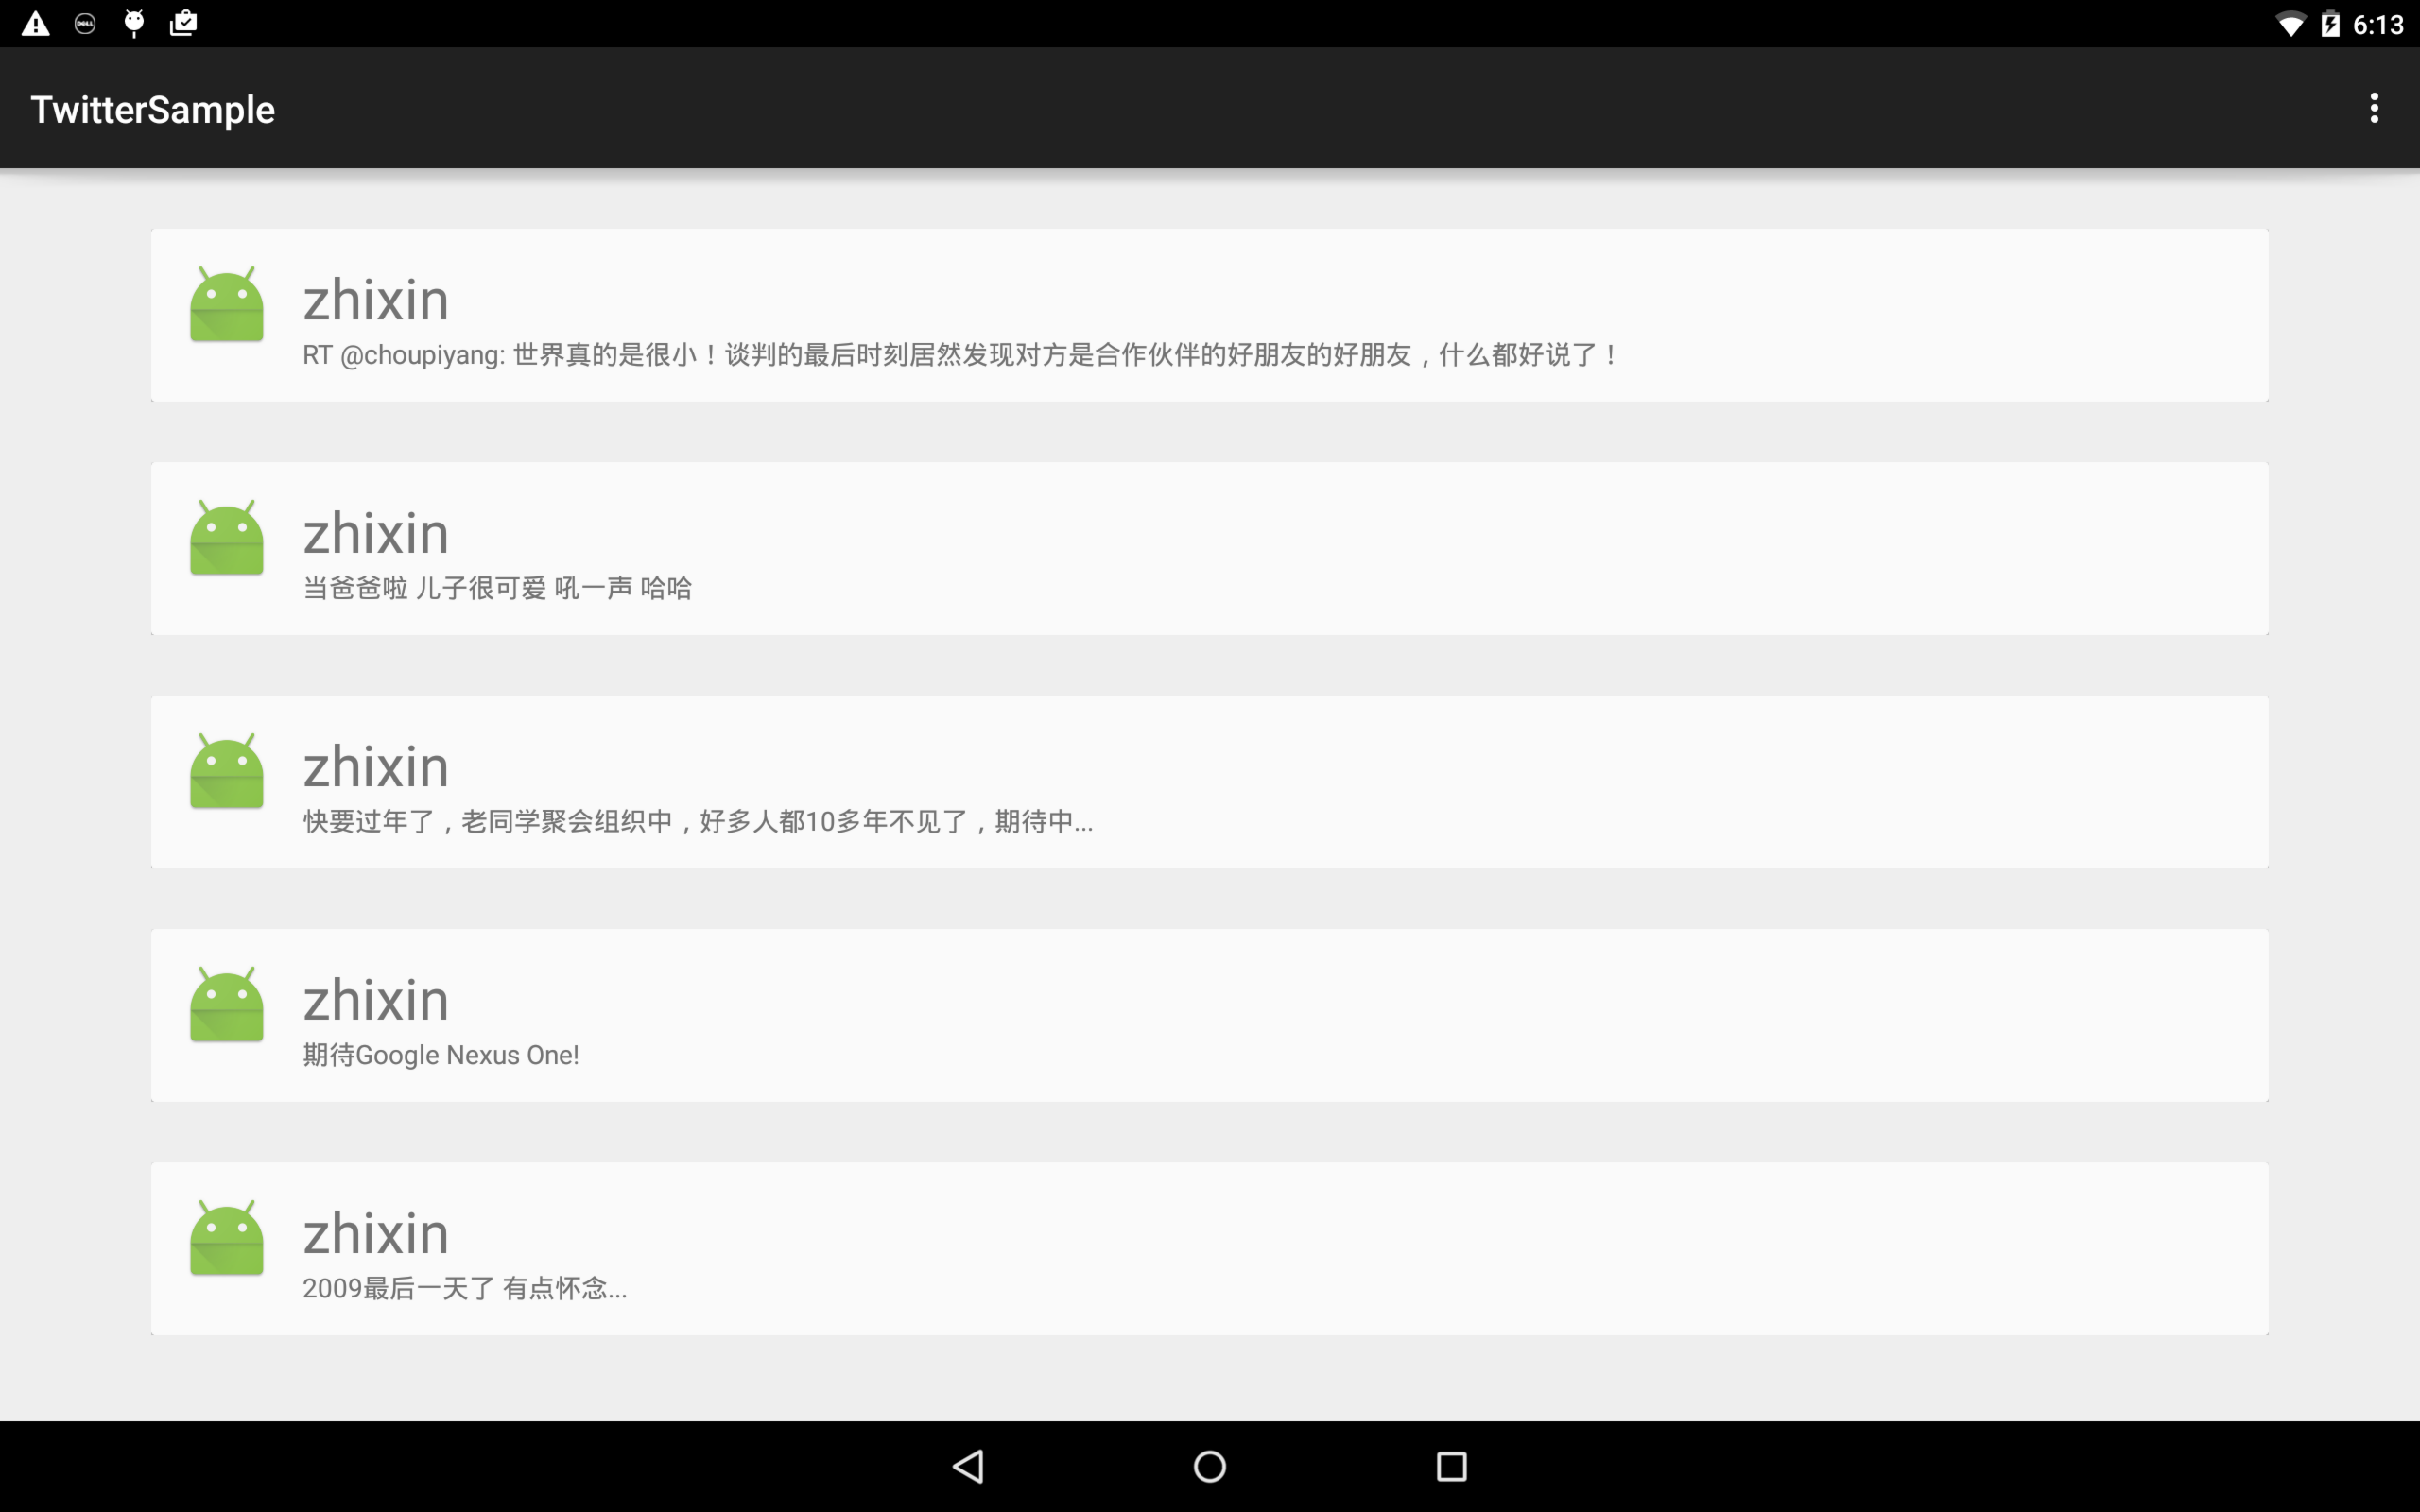 DELL
6:13
TwitterSample
zhixin
RT @choupiyang: 世界真的是很小！谈判的最后时刻居然发现对方是合作伙伴的好朋友的好朋友，什么都好说了！
zhixin
当爸爸啦 儿子很可爱 吼一声 哈哈
zhixin
快要过年了，老同学聚会组织中，好多人都10多年不见了，期待中...
zhixin
期待Google Nexus One!
zhixin
2009最后一天了 有点怀念...